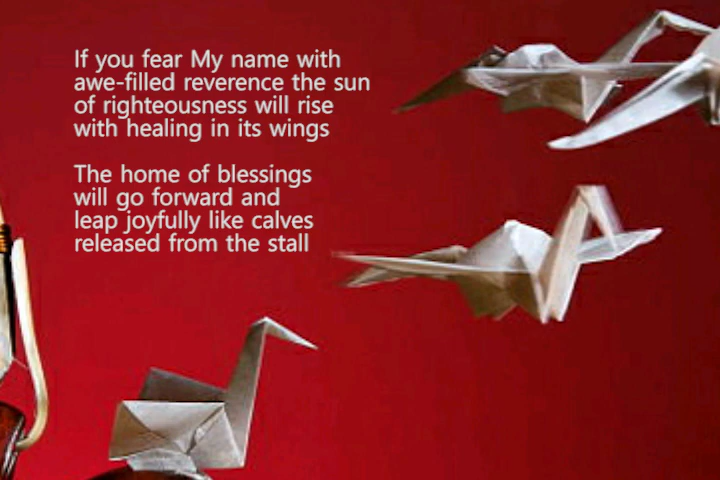 If you fear My name with
awe-filled reverence the sun
of righteousness will rise
with healing in its wings
The home of blessings
will go forward and
leap joyfully like calves
released from the stall